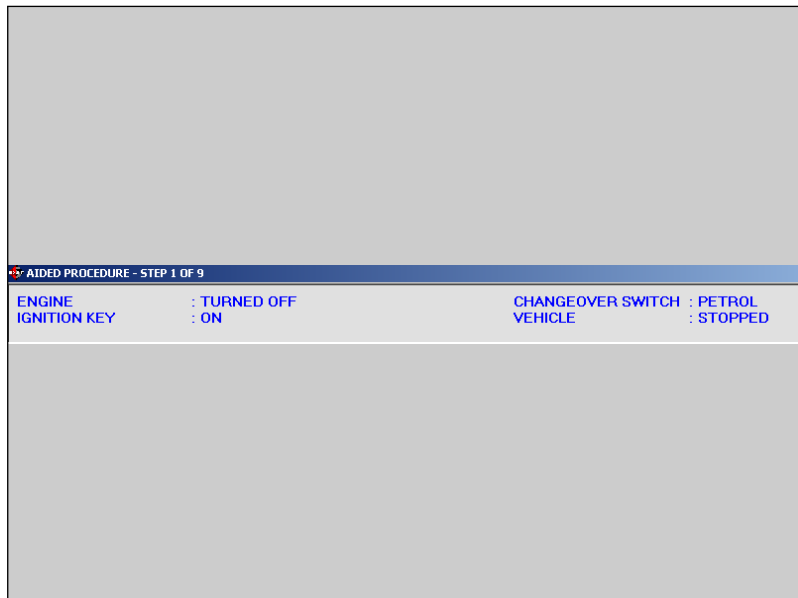 AIDED PROCEDURE - STEP 1 OF 9
ENGINE : TURNED OFF CHANGEOVER SWITCH : PETROL
IGNITION KEY : ON VEHICLE : STOPPED